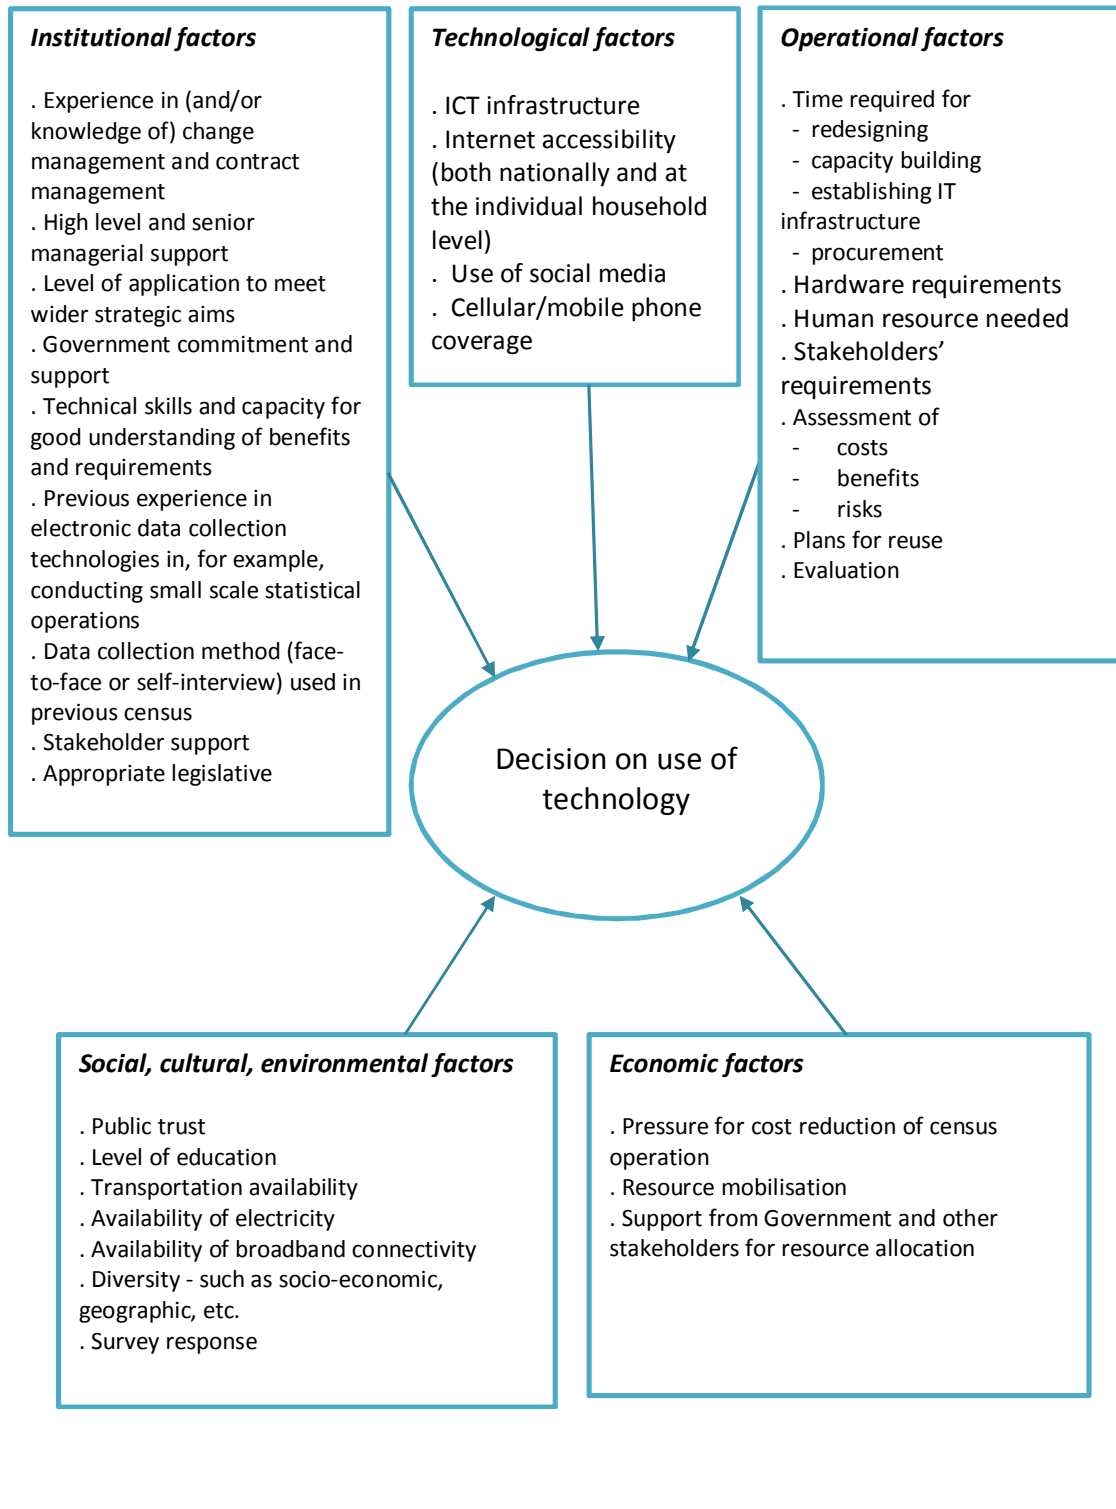 Institutional factors
. Experience in (and/or
knowledge of) change
management and contract
management
. High level and senior
managerial support
. Level of application to meet
wider strategic aims
. Government commitment and
support
. Technical skills and capacity for
good understanding of benefits
and requirements
. Previous experience in
electronic data collection
technologies in, for example,
conducting small scale statistical
operations
. Data collection method (face-
to-face or self-interview) used in
previous census
. Stakeholder support
. Appropriate legislative
Technological factors
. ICT infrastructure
. Internet accessibility
(both nationally and at
the individual household
level)
. Use of social media
. Cellular/mobile phone
coverage
Operational factors
. Time required for
- redesigning
- capacity building
- establishing IT
infrastructure
- procurement
. Hardware requirements
. Human resource needed
. Stakeholders’
requirements
. Assessment of
- costs
- benefits
- risks
. Plans for reuse
. Evaluation
Decision on use of
technology
Social, cultural, environmental factors
. Public trust
. Level of education
. Transportation availability
. Availability of electricity
. Availability of broadband connectivity
. Diversity - such as socio-economic,
geographic, etc.
. Survey response
Economic factors
. Pressure for cost reduction of census
operation
. Resource mobilisation
. Support from Government and other
stakeholders for resource allocation